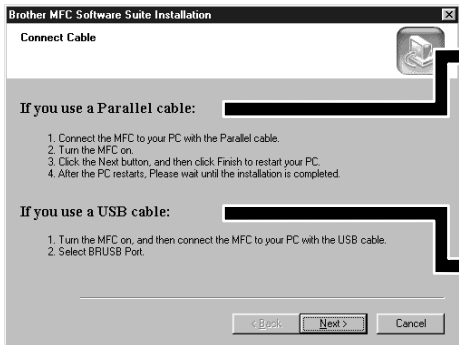 Brother MFC Software Suite Installation
Connect Cable
If you use a Parallel cable:
1. Connect the MFC to your PC with the Parallel cable.
2. Turn the MFC on.
3. Click the Next button, and then click Finish to restart your PC.
4. After the PC restarts, Please wait until the installation is completed.
If you use a USB cable:
1. Turn the MFC on, and then connect the MFC to your PC with the USB cable.
2. Select BRUSB Port.
< Back Next > Cancel